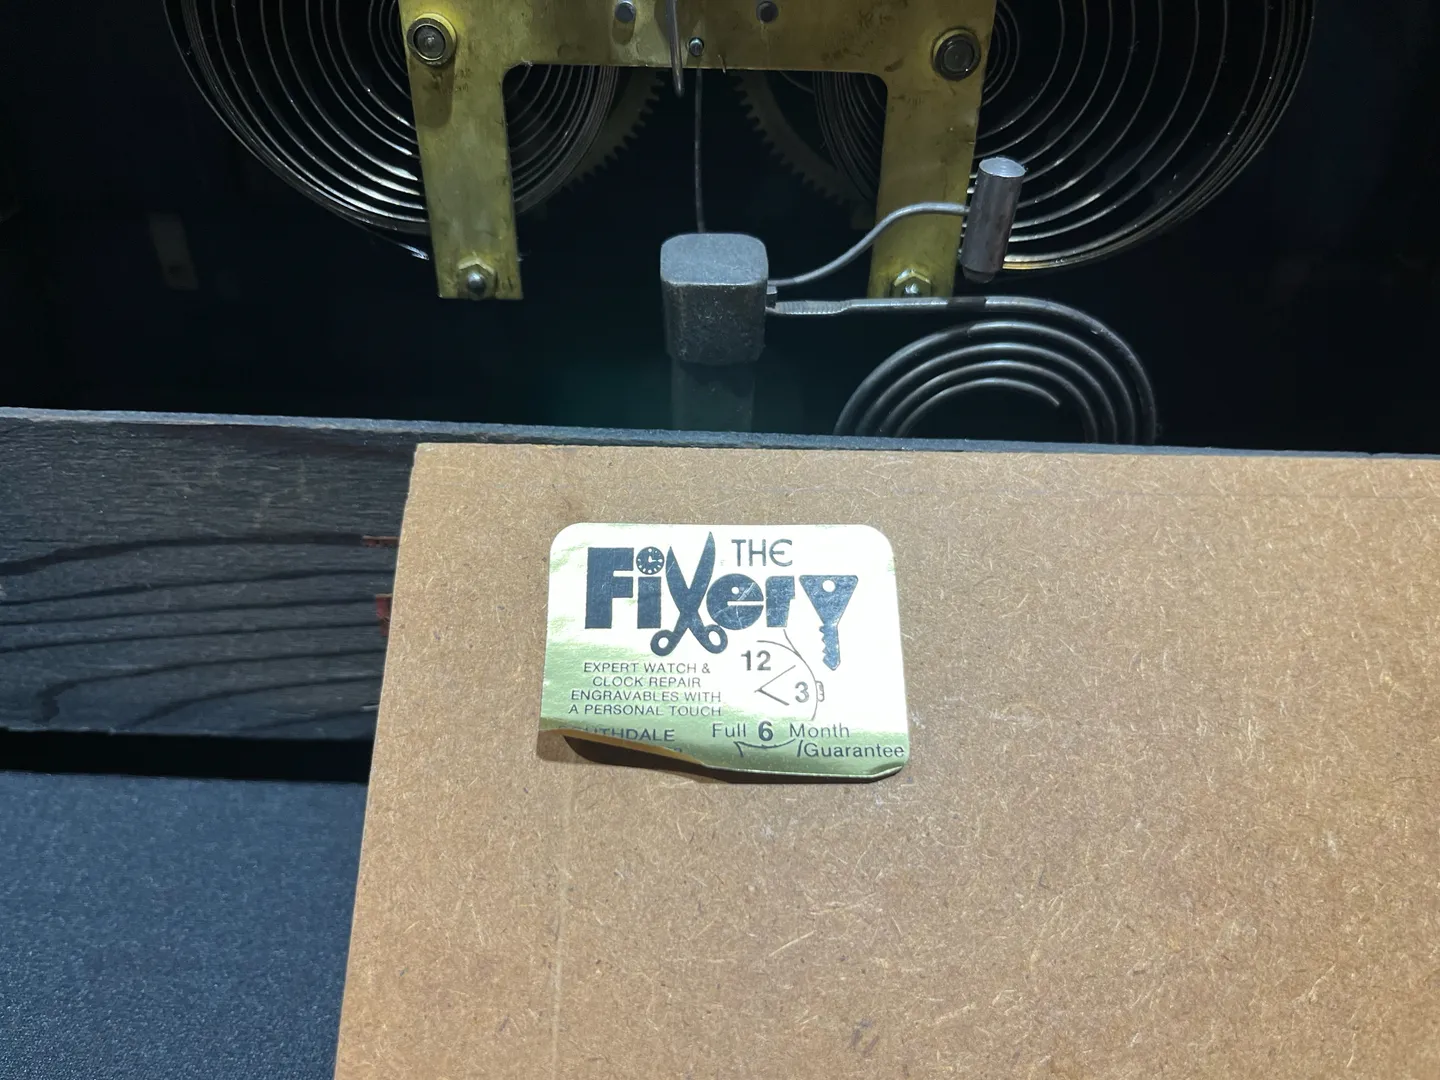 THE
Fixery
EXPERT WATCH &
CLOCK REPAIR
ENGRAVABLES WITH
A PERSONAL TOUCH
12
3
Full 6 Month
Guarantee